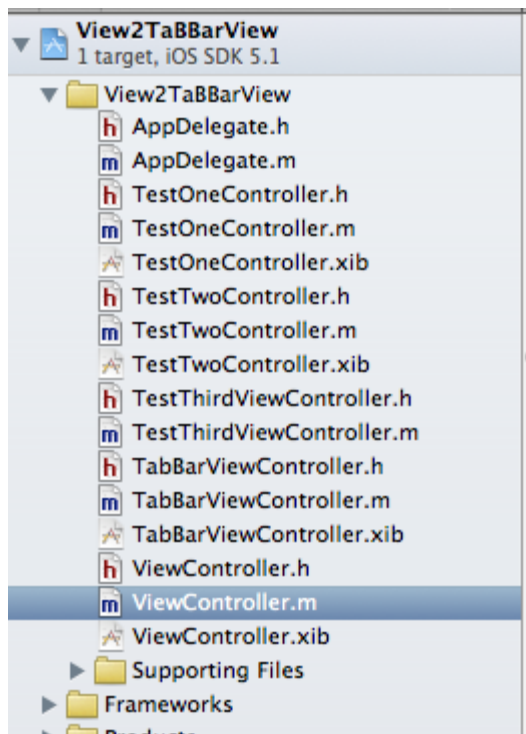 View2TaBBarView
1 target, iOS SDK 5.1
View2TaBBarView
h AppDelegate.h
m AppDelegate.m
h TestOneController.h
m TestOneController.m
TestOneController.xib
h TestTwoController.h
m TestTwoController.m
TestTwoController.xib
h TestThirdViewController.h
m TestThirdViewController.m
h TabBarViewController.h
m TabBarViewController.m
TabBarViewController.xib
h ViewController.h
m ViewController.m
ViewController.xib
Supporting Files
Frameworks
Products